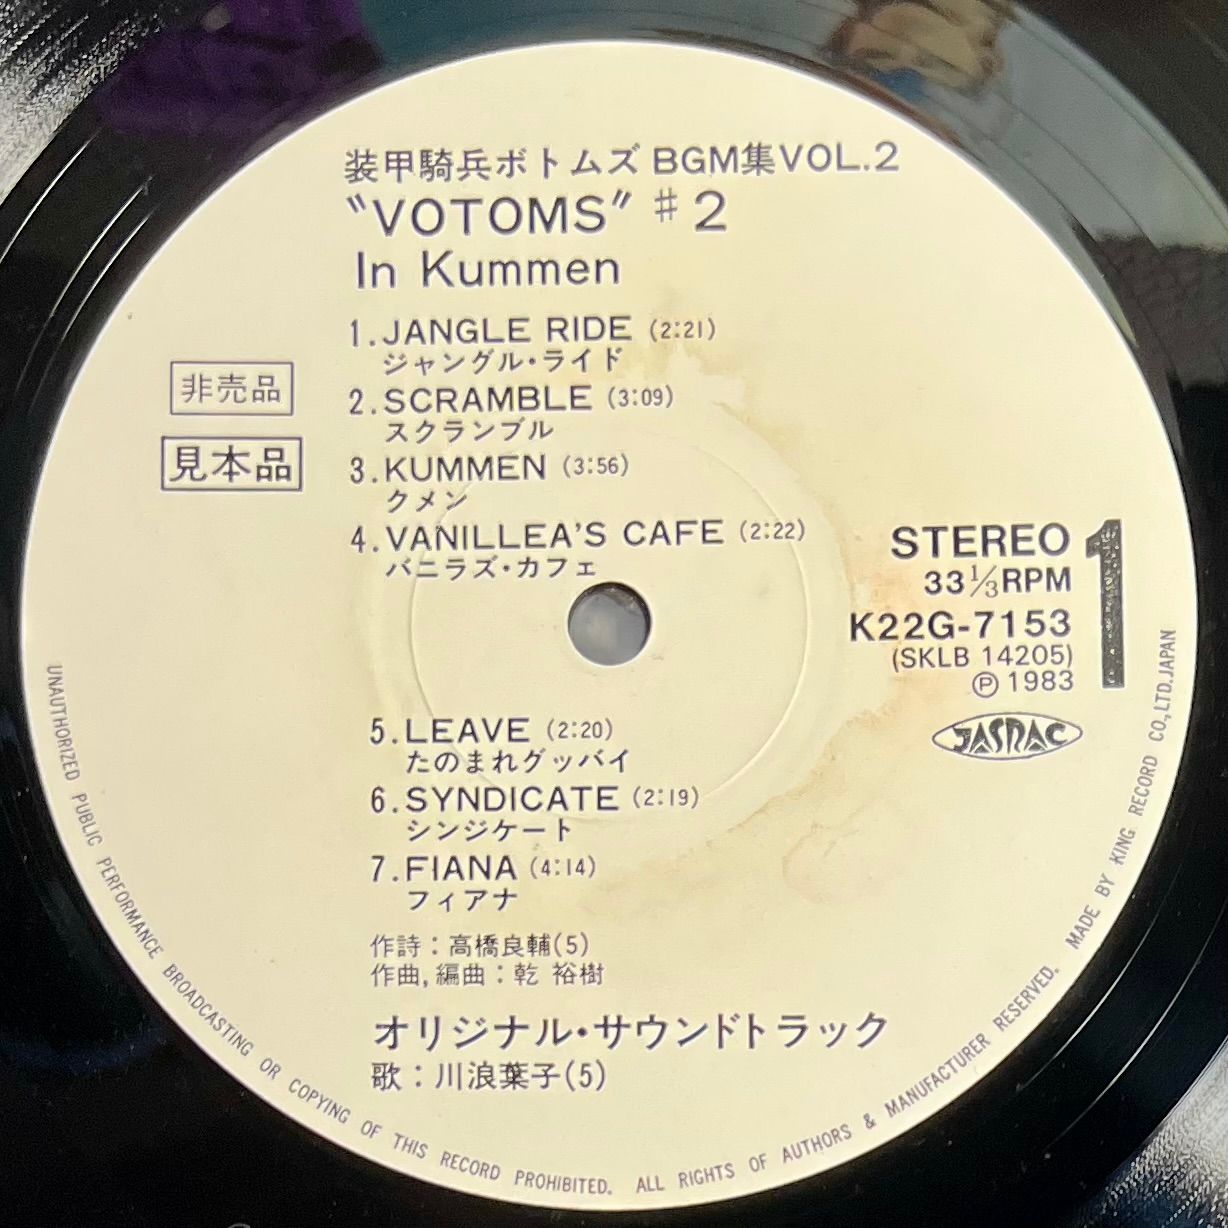 装甲騎兵ボトムズ BGM集VOL.2
"VOTOMS" #2
In Kummen
1.JANGLE RIDE (2:21)
ジャングル・ライド
2.SCRAMBLE (3:09)
スクランブル
3.KUMMEN (3:56)
クメン
4.VANILLEA'S CAFE (2:22)
バニラズ・カフェ
非売品
見本品
STEREO 1
33⅓RPM
K22G-7153
(SKLB 14205)
Ⓟ 1983
JASRAC
5.LEAVE (2:20)
たのまれグッバイ
6.SYNDICATE (2:19)
シンジケート
7.FIANA (4:14)
フィアナ
作詩：高橋良輔(5)
作曲,編曲：乾 裕樹
オリジナル・サウンドトラック
歌：川浪葉子(5)
UNAUTHORIZED PUBLIC PERFORMANCE BROADCASTING OR COPYING OF THIS RECORD PROHIBITED. ALL RIGHTS OF AUTHORS & MANUFACTURER RESERVED. MADE BY KING RECORD CO.,LTD.JAPAN